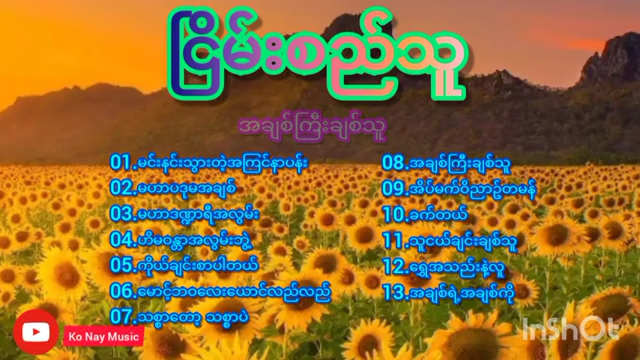 ငြိမ်းစည်သူ
အချစ်ကြီးချစ်သူ
01.မင်းနင်းသွားတဲ့အကြင်နာပန်း
02.မဟာပဒုမအချစ်
03.မဟာဒဏ္ဍာရီအလွမ်း
04.ဟိမဝန္တာအလွမ်းဘွဲ့
05.ကိုယ်ချင်းစာပါတယ်
06.မောင့်ဘဝလေးယောင်လည်လည်
07.သစ္စာတော့ သစ္စာပဲ
08.အချစ်ကြီးချစ်သူ
09.အိပ်မက်ဝိညာဥ်တမန်
10.ခက်တယ်
11.သူငယ်ချင်းချစ်သူ
12.ရွှေအသည်းနဲ့လူ
13.အချစ်ရဲ့အချစ်ကို
Ko Nay Music
InShOt